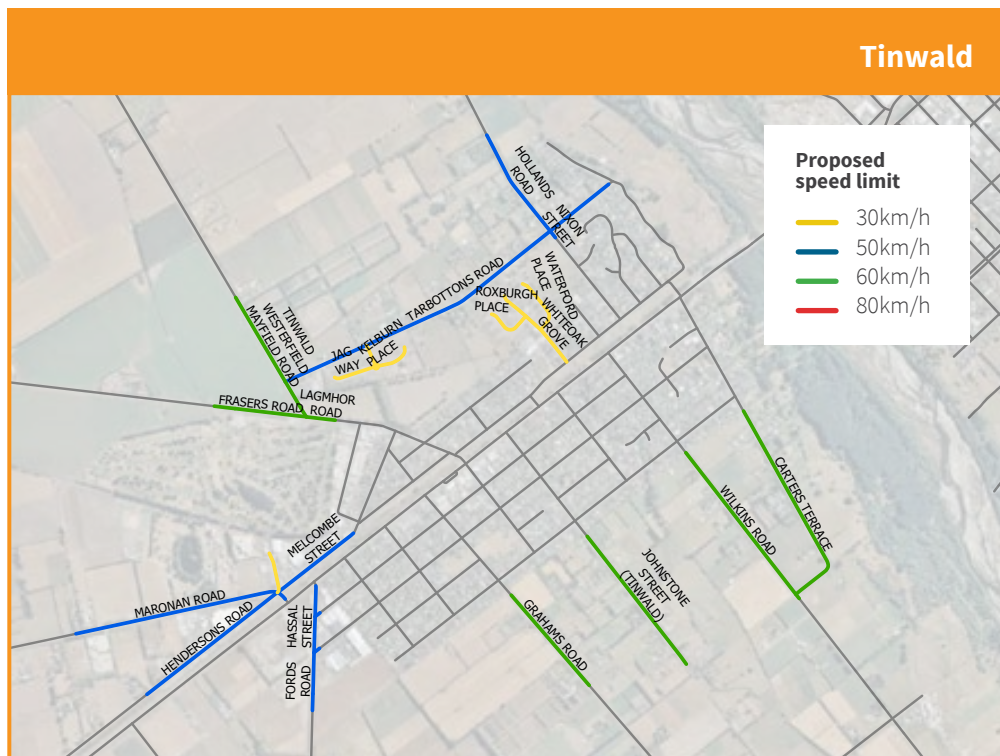 Tinwald
Proposed
speed limit
30km/h
50km/h
60km/h
80km/h
HOLLANDS
ROAD
NIXON
STREET
WATERFORD
PLACE
ROXBURGH
PLACE
WHITEOAK
GROVE
TARBOTTONS ROAD
KELBURN
PLACE
JAG
WAY
TINWALD
WESTERFIELD
MAYFIELD ROAD
LAGMHOR
ROAD
FRASERS ROAD
CARTERS TERRACE
WILKINS ROAD
MELCOMBE
STREET
JOHNSTONE
STREET
(TINWALD)
MARONAN ROAD
HENDERSONS ROAD
HASSAL
STREET
FORDS
ROAD
GRAHAMS ROAD